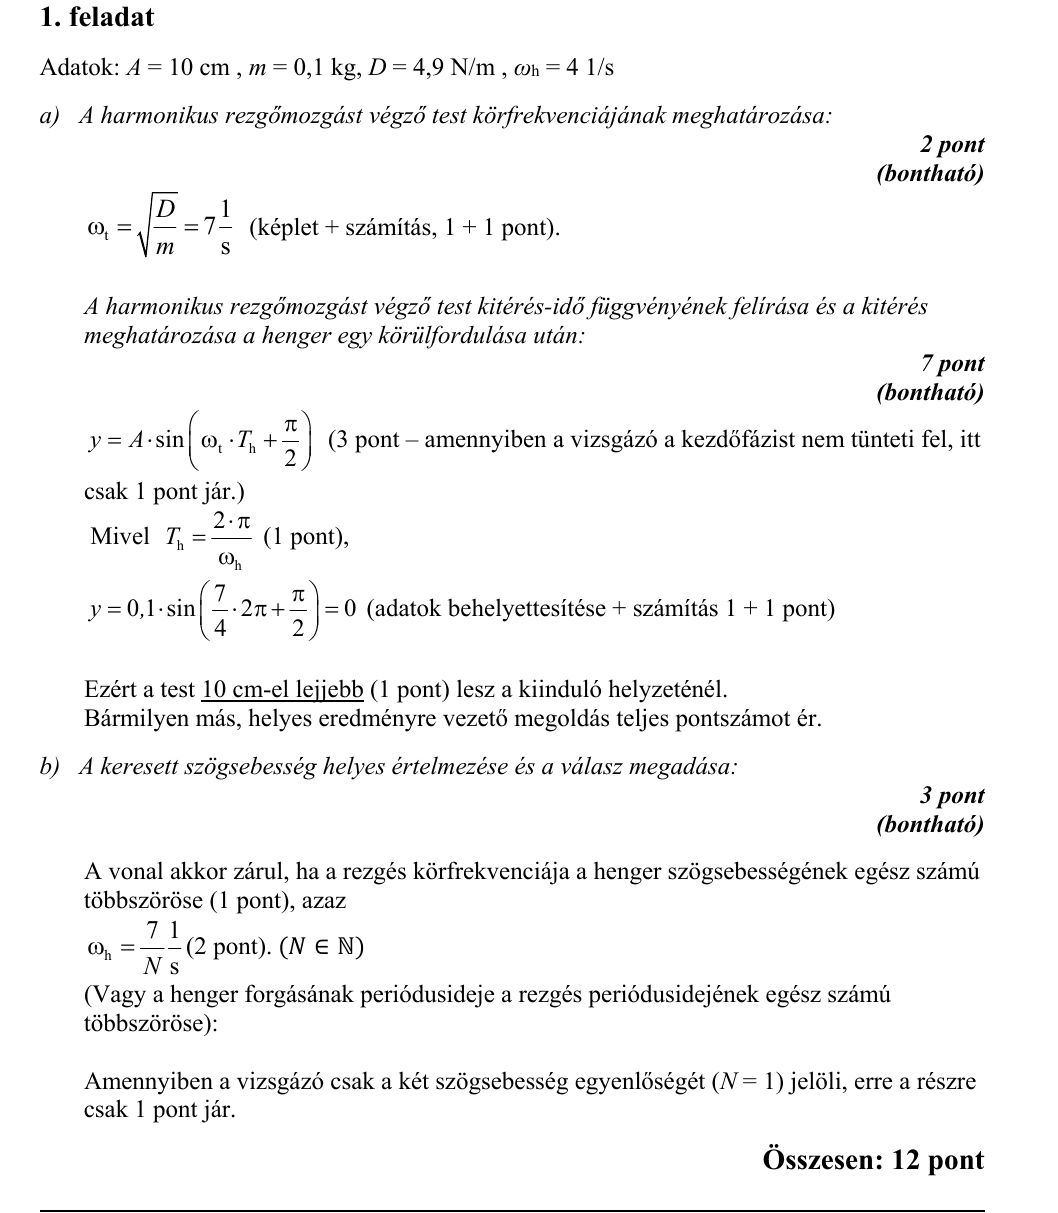 1. feladat
Adatok: A = 10 cm , m = 0,1 kg, D = 4,9 N/m , ωh = 4 1/s
a) A harmonikus rezgőmozgást végző test körfrekvenciájának meghatározása:
2 pont
(bontható)
ωt = √(D/m) = 7 1/s (képlet + számítás, 1 + 1 pont).
A harmonikus rezgőmozgást végző test kitérés-idő függvényének felírása és a kitérés
meghatározása a henger egy körülfordulása után:
7 pont
(bontható)
y = A·sin(ωt · Th + π/2) (3 pont – amennyiben a vizsgázó a kezdőfázist nem tünteti fel, itt
csak 1 pont jár.)
Mivel Th = 2·π/ωh (1 pont),
y = 0,1·sin(7/4·2π + π/2) = 0 (adatok behelyettesítése + számítás 1 + 1 pont)
Ezért a test 10 cm-el lejjebb (1 pont) lesz a kiinduló helyzeténél.
Bármilyen más, helyes eredményre vezető megoldás teljes pontszámot ér.
b) A keresett szögsebesség helyes értelmezése és a válasz megadása:
3 pont
(bontható)
A vonal akkor zárul, ha a rezgés körfrekvenciája a henger szögsebességének egész számú
többszöröse (1 pont), azaz
ωh = 7/N 1/s (2 pont). (N ∈ ℕ)
(Vagy a henger forgásának periódusideje a rezgés periódusidejének egész számú
többszöröse):
Amennyiben a vizsgázó csak a két szögsebesség egyenlőségét (N = 1) jelöli, erre a részre
csak 1 pont jár.
Összesen: 12 pont